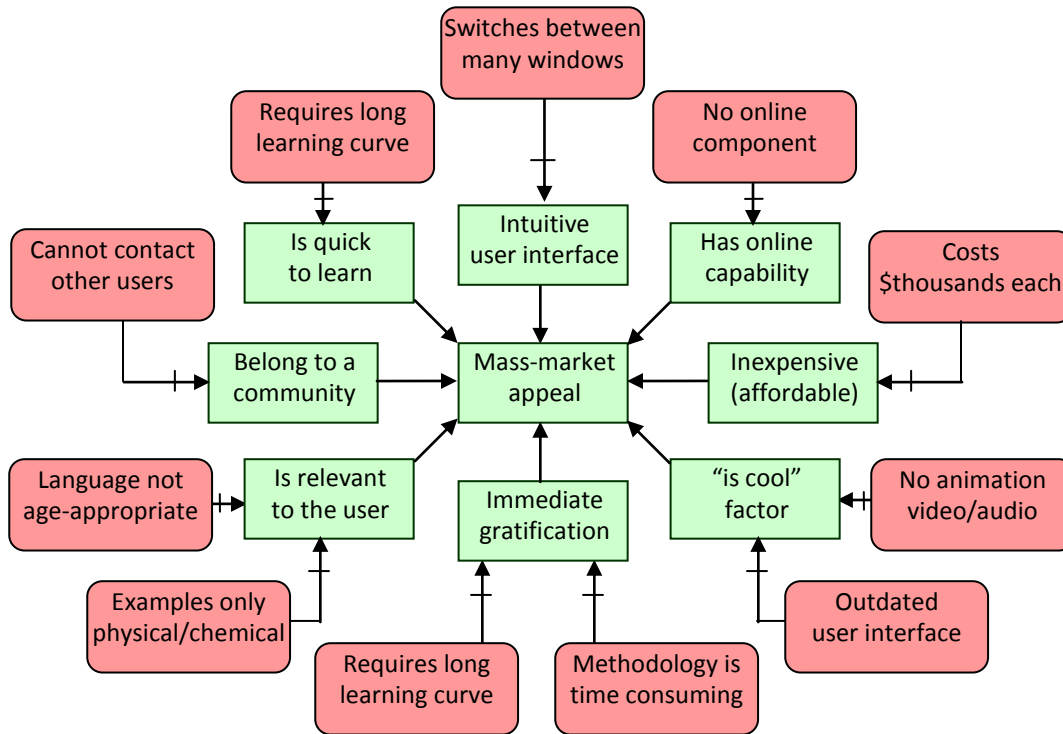 Switches between
many windows
Requires long
learning curve
No online
component
Is quick
to learn
Intuitive
user interface
Has online
capability
Cannot contact
other users
Costs
$thousands each
Belong to a
community
Mass-market
appeal
Inexpensive
(affordable)
Language not
age-appropriate
Is relevant
to the user
Immediate
gratification
“is cool”
factor
No animation
video/audio
Examples only
physical/chemical
Requires long
learning curve
Methodology is
time consuming
Outdated
user interface